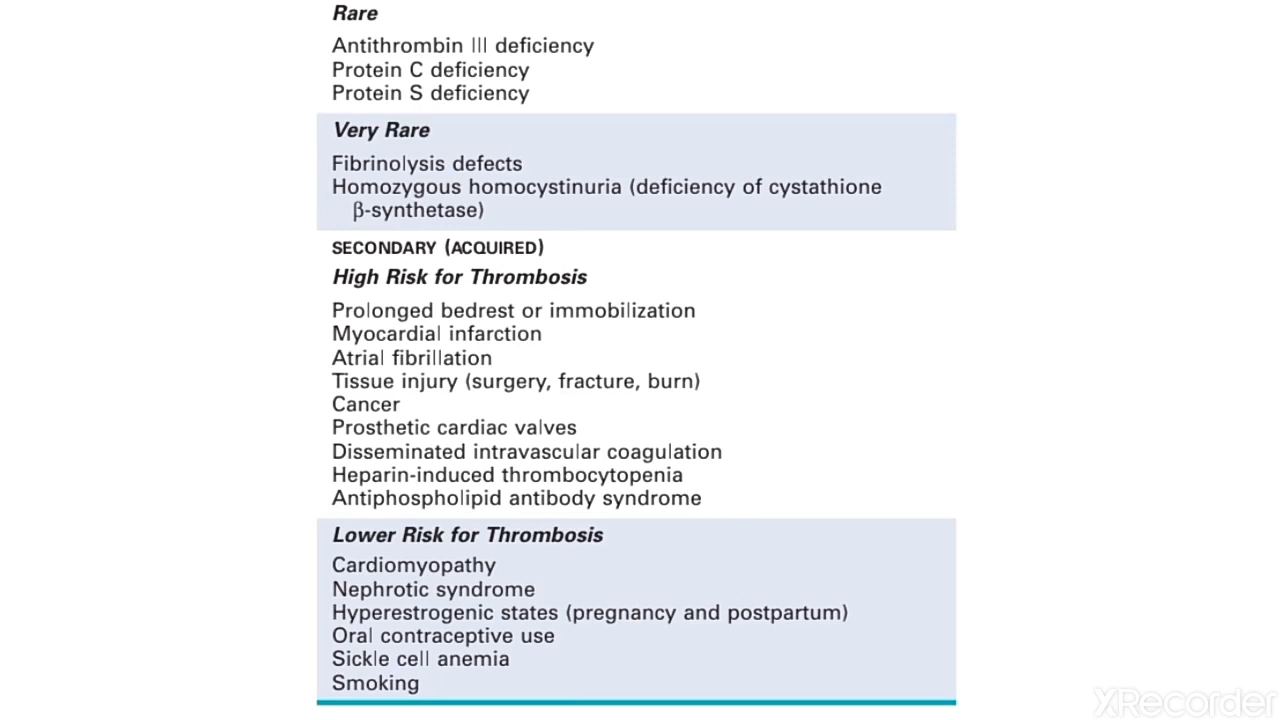 Rare
Antithrombin III deficiency
Protein C deficiency
Protein S deficiency
Very Rare
Fibrinolysis defects
Homozygous homocystinuria (deficiency of cystathione
β-synthetase)
SECONDARY (ACQUIRED)
High Risk for Thrombosis
Prolonged bedrest or immobilization
Myocardial infarction
Atrial fibrillation
Tissue injury (surgery, fracture, burn)
Cancer
Prosthetic cardiac valves
Disseminated intravascular coagulation
Heparin-induced thrombocytopenia
Antiphospholipid antibody syndrome
Lower Risk for Thrombosis
Cardiomyopathy
Nephrotic syndrome
Hyperestrogenic states (pregnancy and postpartum)
Oral contraceptive use
Sickle cell anemia
Smoking
XRecorder